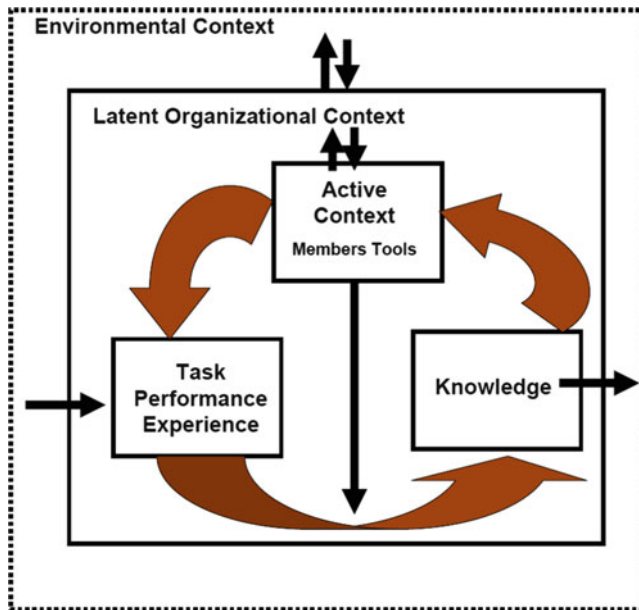 Environmental Context
Latent Organizational Context
Active
Context
Members Tools
Task
Performance
Experience
Knowledge